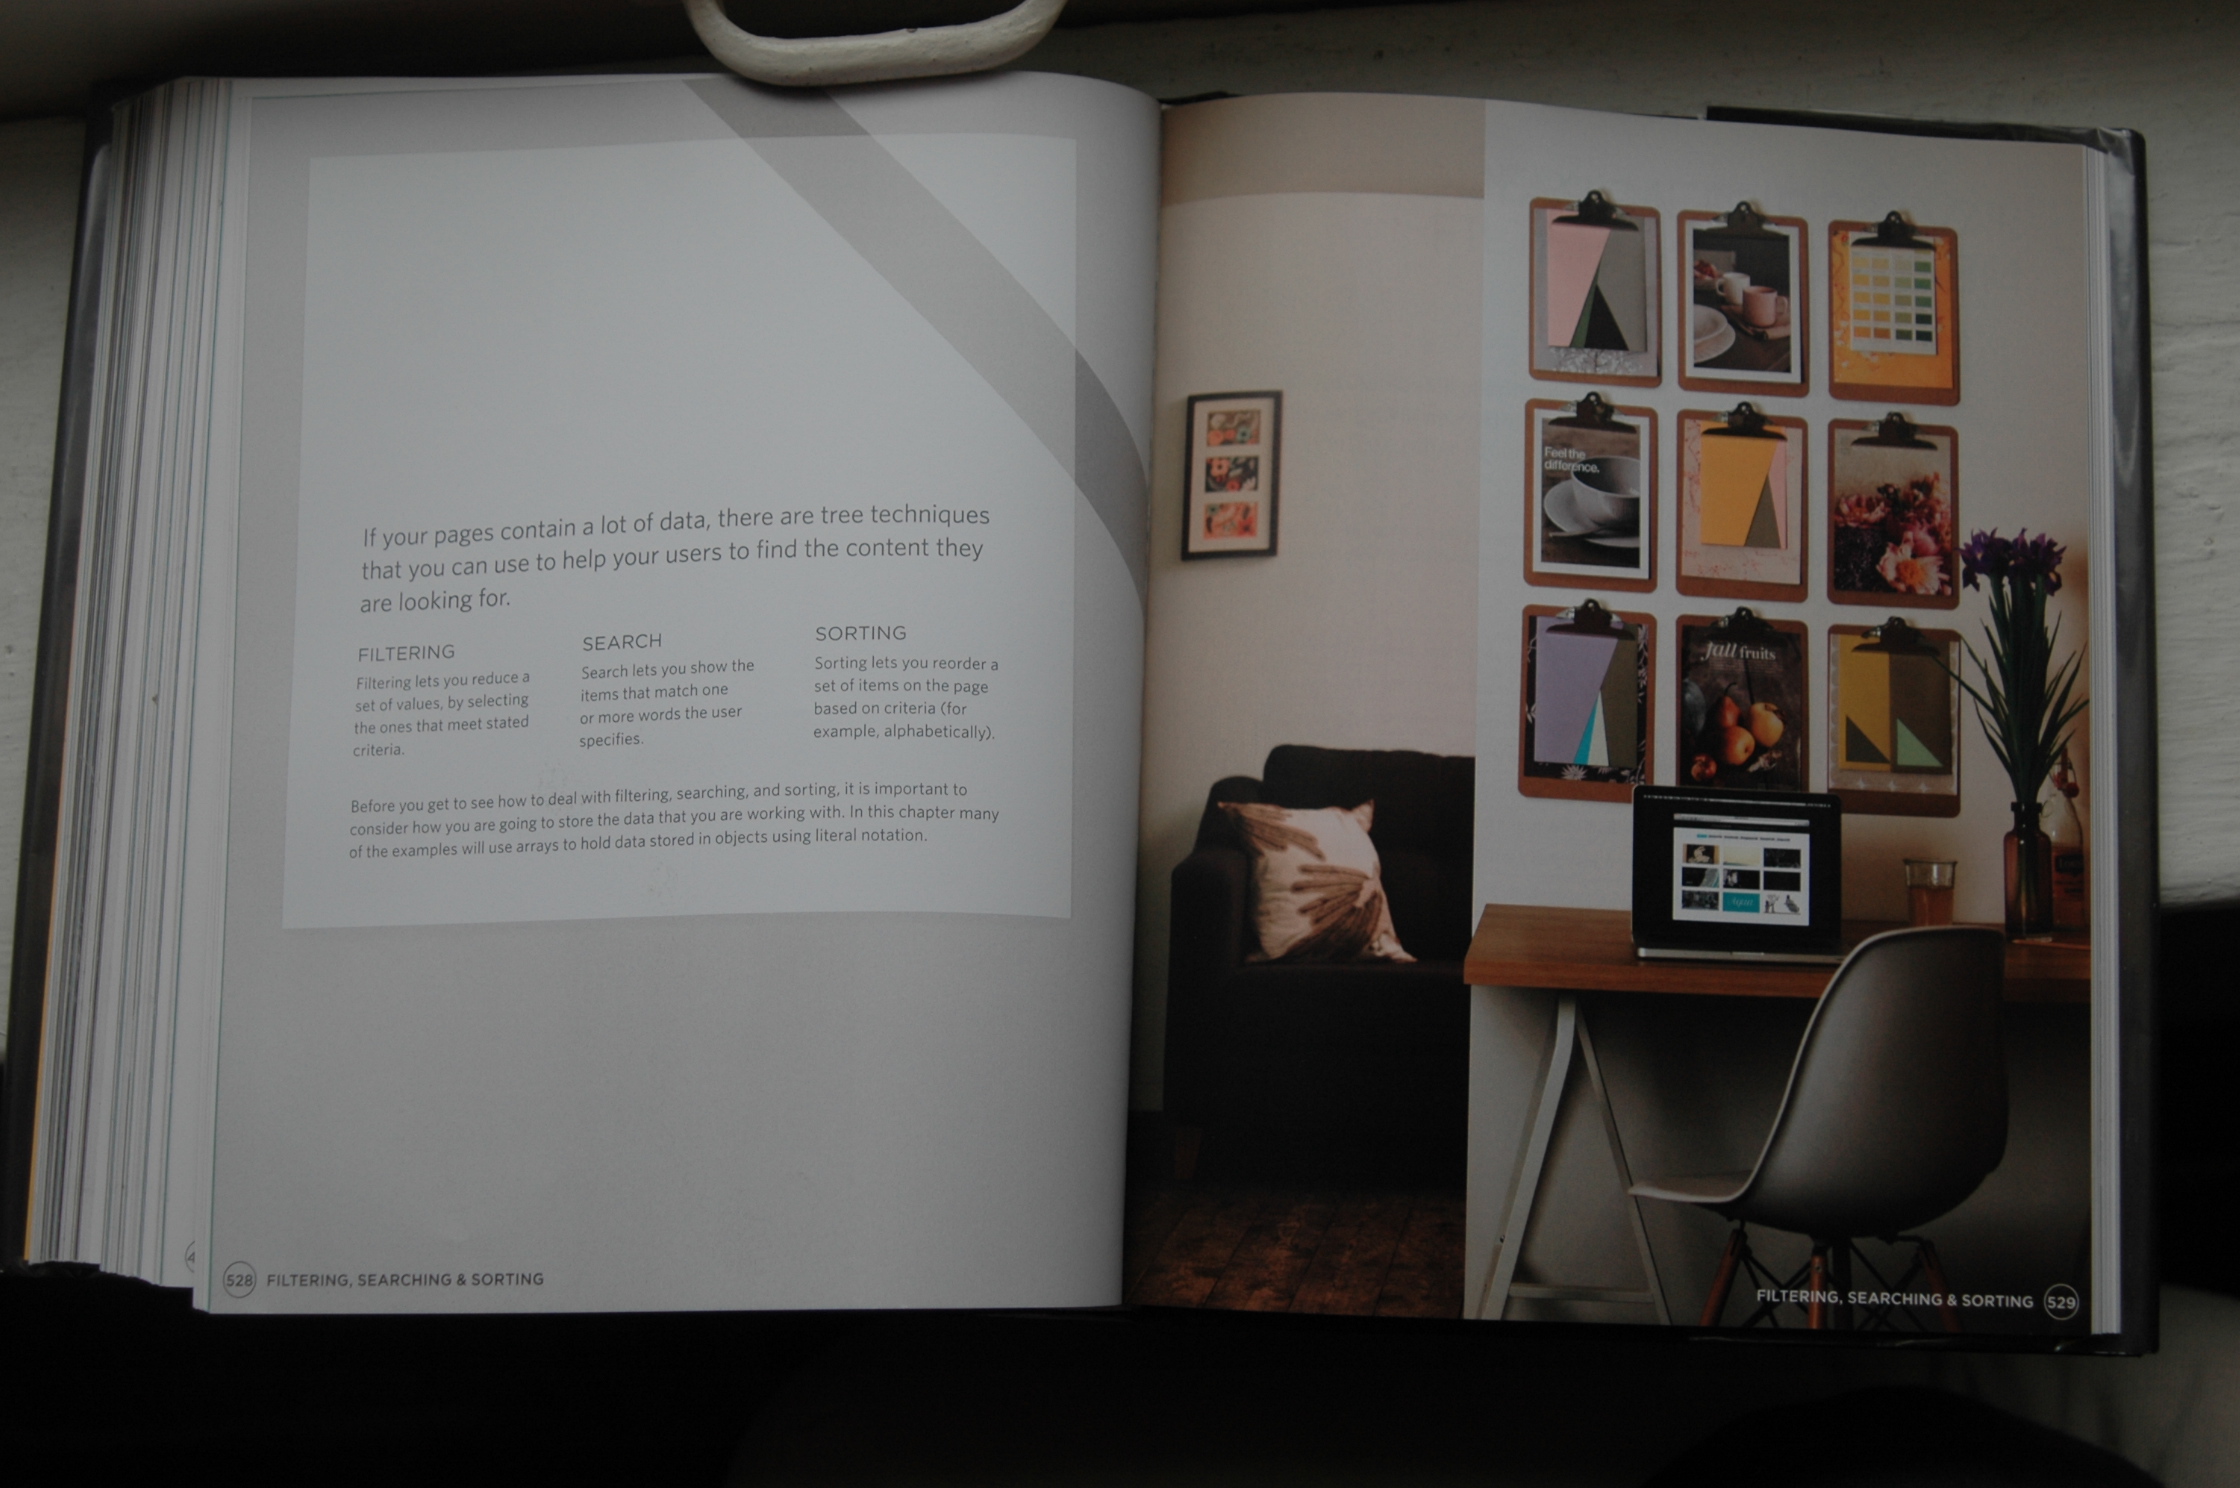 If your pages contain a lot of data, there are tree techniques
that you can use to help your users to find the content they
are looking for.
FILTERING
Filtering lets you reduce a
set of values, by selecting
the ones that meet stated
criteria.
SEARCH
Search lets you show the
items that match one
or more words the user
specifies.
SORTING
Sorting lets you reorder a
set of items on the page
based on criteria (for
example, alphabetically).
Before you get to see how to deal with filtering, searching, and sorting, it is important to
consider how you are going to store the data that you are working with. In this chapter many
of the examples will use arrays to hold data stored in objects using literal notation.
528 FILTERING, SEARCHING & SORTING
Feel the
difference.
fall fruits
FILTERING, SEARCHING & SORTING 529